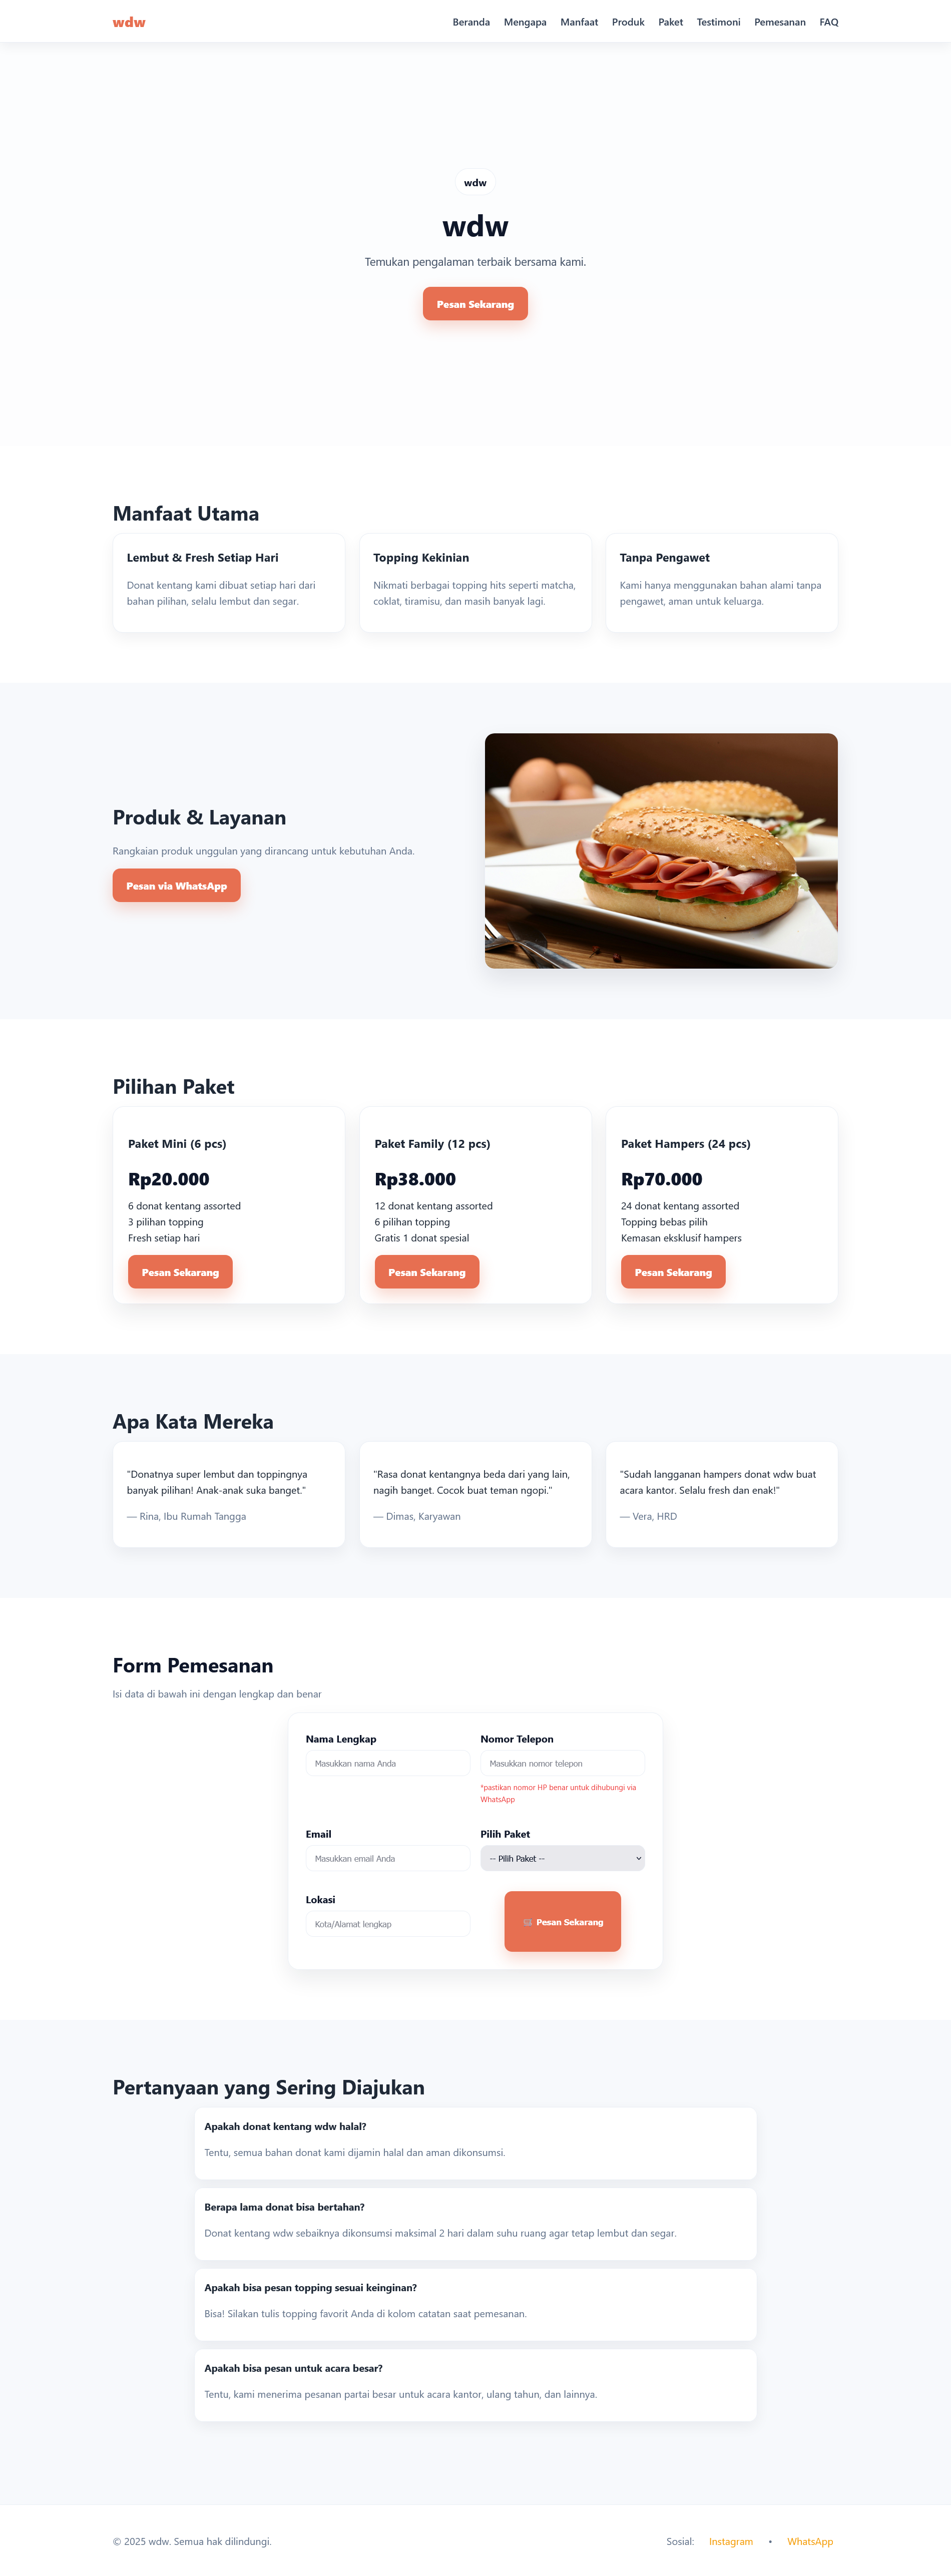 wdw
Beranda Mengapa Manfaat Produk Paket Testimoni Pemesanan FAQ
wdw
wdw
Temukan pengalaman terbaik bersama kami.
Pesan Sekarang
Manfaat Utama
Lembut & Fresh Setiap Hari
Donat kentang kami dibuat setiap hari dari
bahan pilihan, selalu lembut dan segar.
Topping Kekinian
Nikmati berbagai topping hits seperti matcha,
coklat, tiramisu, dan masih banyak lagi.
Tanpa Pengawet
Kami hanya menggunakan bahan alami tanpa
pengawet, aman untuk keluarga.
Produk & Layanan
Rangkaian produk unggulan yang dirancang untuk kebutuhan Anda.
Pesan via WhatsApp
Pilihan Paket
Paket Mini (6 pcs)
Rp20.000
6 donat kentang assorted
3 pilihan topping
Fresh setiap hari
Pesan Sekarang
Paket Family (12 pcs)
Rp38.000
12 donat kentang assorted
6 pilihan topping
Gratis 1 donat spesial
Pesan Sekarang
Paket Hampers (24 pcs)
Rp70.000
24 donat kentang assorted
Topping bebas pilih
Kemasan eksklusif hampers
Pesan Sekarang
Apa Kata Mereka
"Donatnya super lembut dan toppingnya
banyak pilihan! Anak-anak suka banget."
— Rina, Ibu Rumah Tangga
"Rasa donat kentangnya beda dari yang lain,
nagih banget. Cocok buat teman ngopi."
— Dimas, Karyawan
"Sudah langganan hampers donat wdw buat
acara kantor. Selalu fresh dan enak!"
— Vera, HRD
Form Pemesanan
Isi data di bawah ini dengan lengkap dan benar
Nama Lengkap
Masukkan nama Anda
Nomor Telepon
Masukkan nomor telepon
*pastikan nomor HP benar untuk dihubungi via
WhatsApp
Email
Masukkan email Anda
Pilih Paket
-- Pilih Paket --
Lokasi
Kota/Alamat lengkap
Pesan Sekarang
Pertanyaan yang Sering Diajukan
Apakah donat kentang wdw halal?
Tentu, semua bahan donat kami dijamin halal dan aman dikonsumsi.
Berapa lama donat bisa bertahan?
Donat kentang wdw sebaiknya dikonsumsi maksimal 2 hari dalam suhu ruang agar tetap lembut dan segar.
Apakah bisa pesan topping sesuai keinginan?
Bisa! Silakan tulis topping favorit Anda di kolom catatan saat pemesanan.
Apakah bisa pesan untuk acara besar?
Tentu, kami menerima pesanan partai besar untuk acara kantor, ulang tahun, dan lainnya.
© 2025 wdw. Semua hak dilindungi.
Sosial: Instagram • WhatsApp